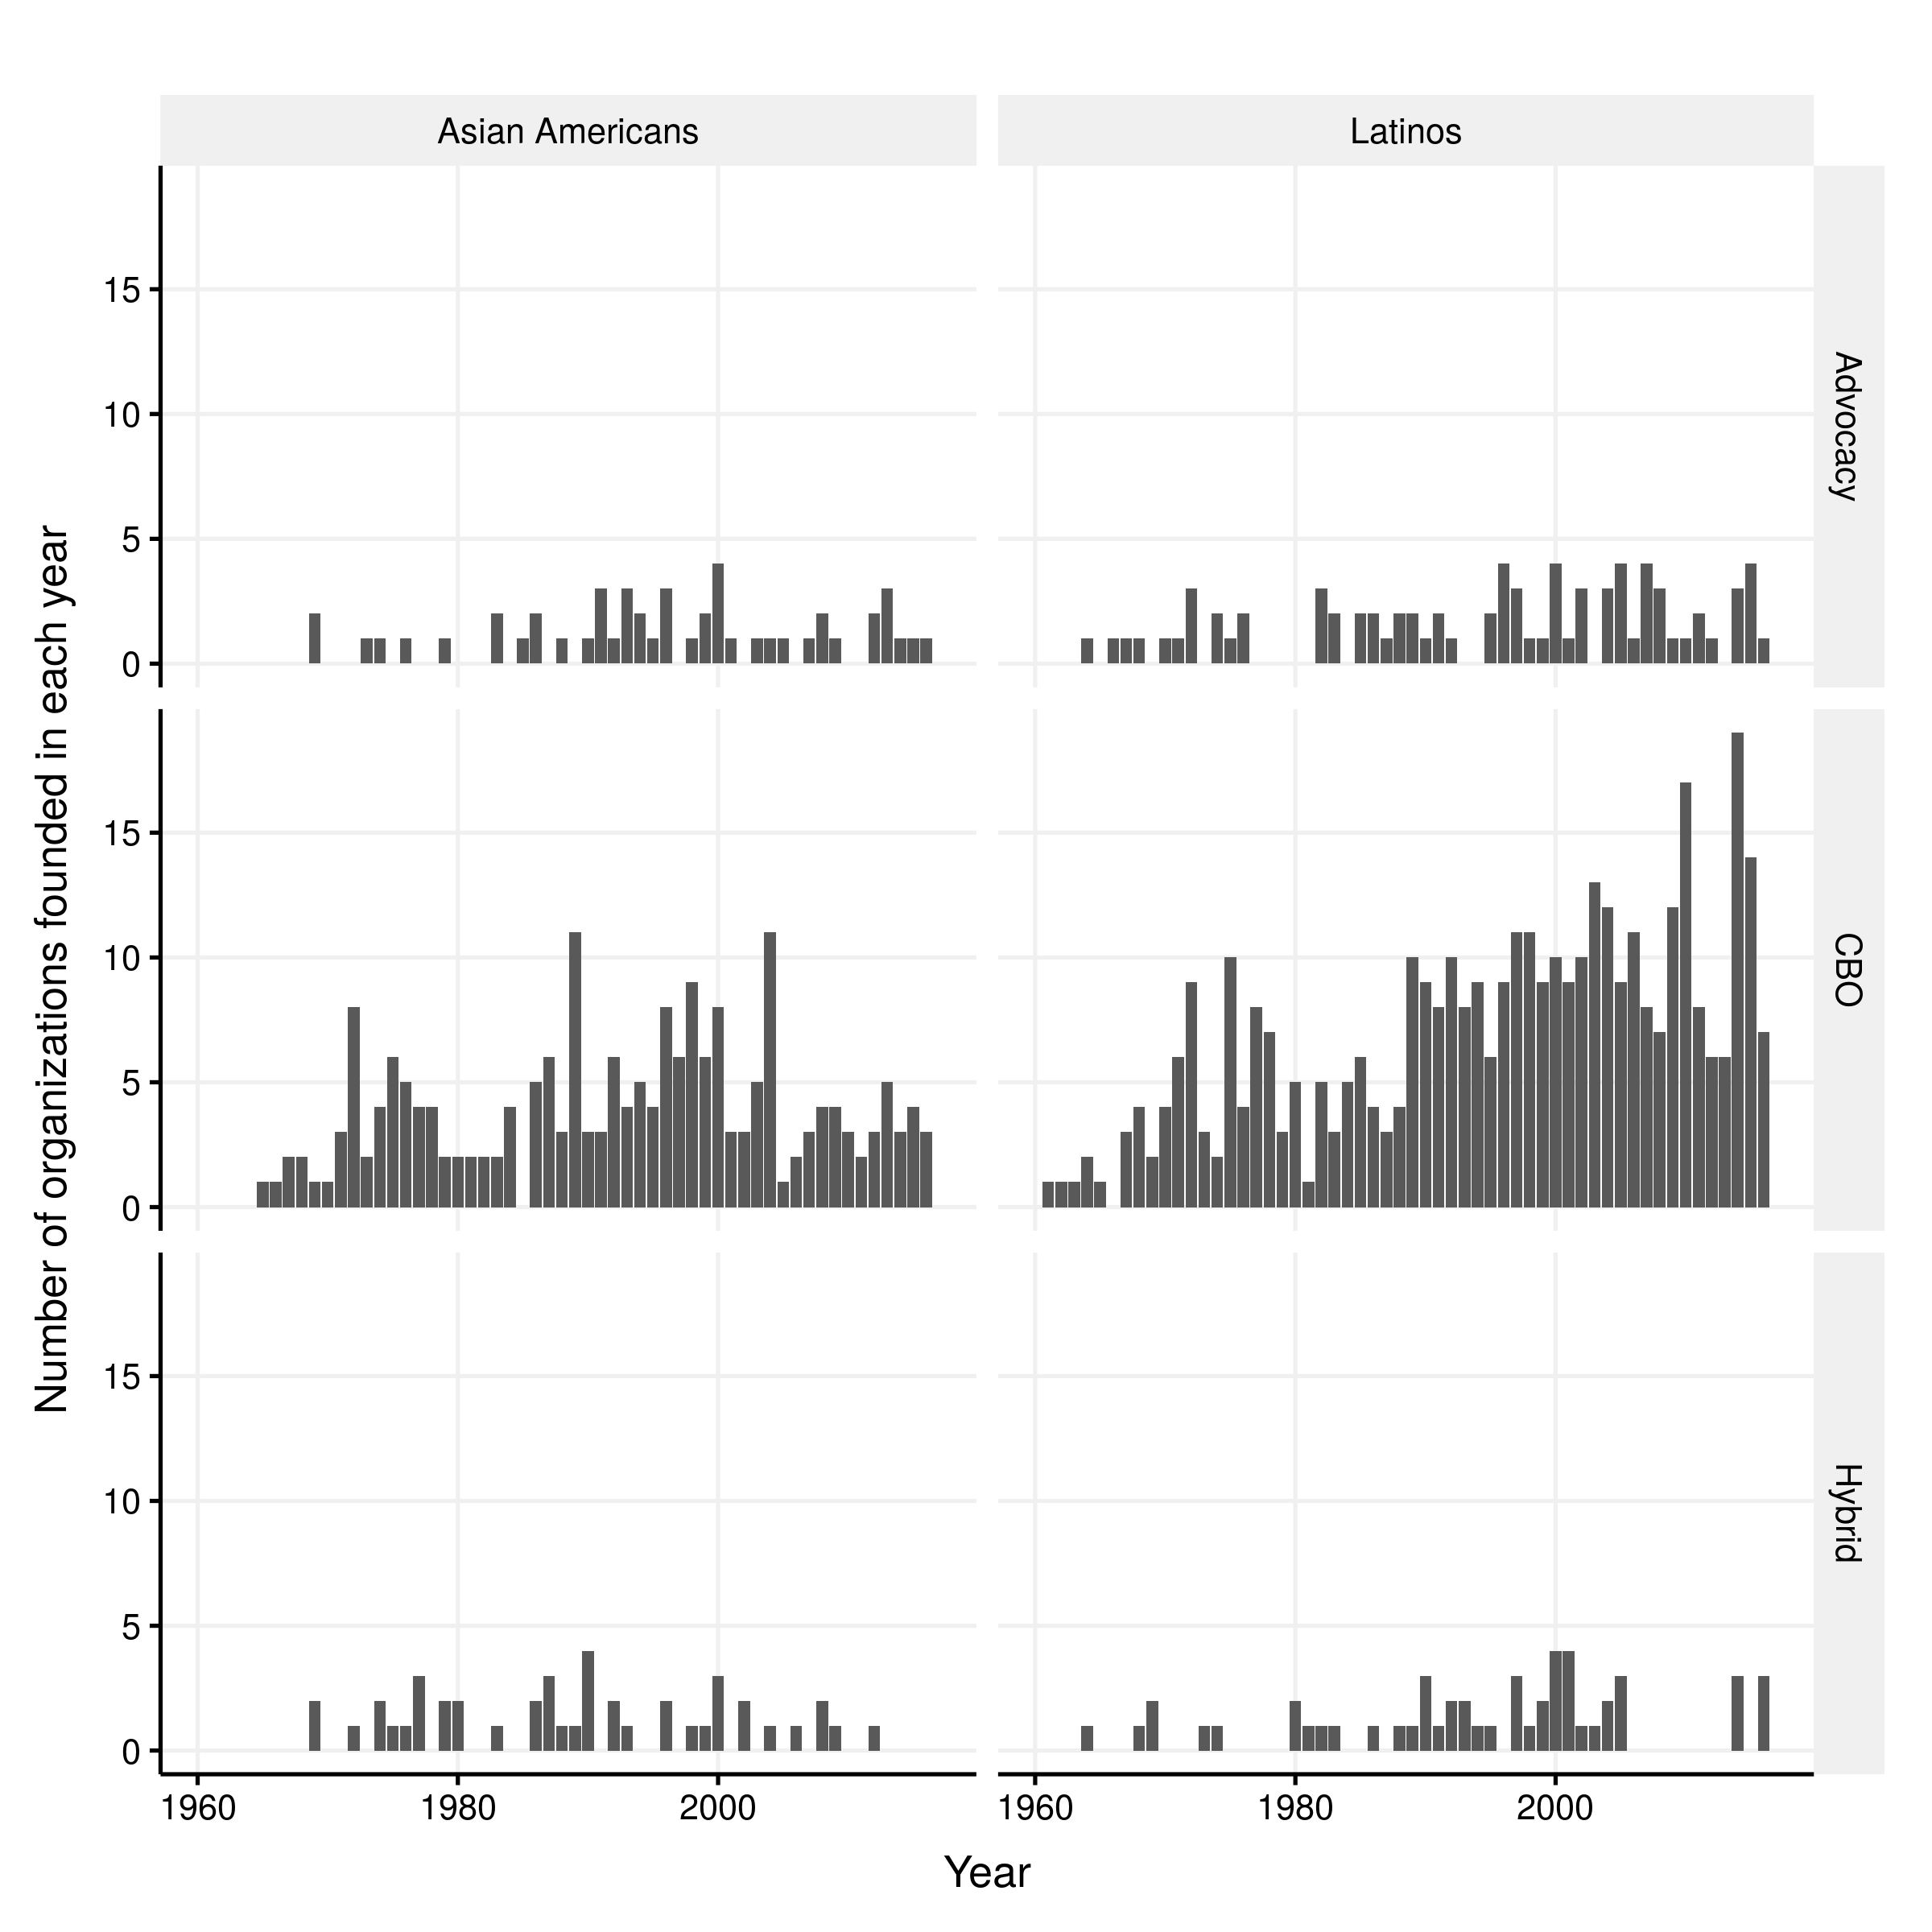 Asian Americans
Latinos
Number of organizations founded in each year
15
10
5
0
Advocacy
15
10
5
0
CBO
15
10
5
0
Hybrid
1960
1980
2000
1960
1980
2000
Year